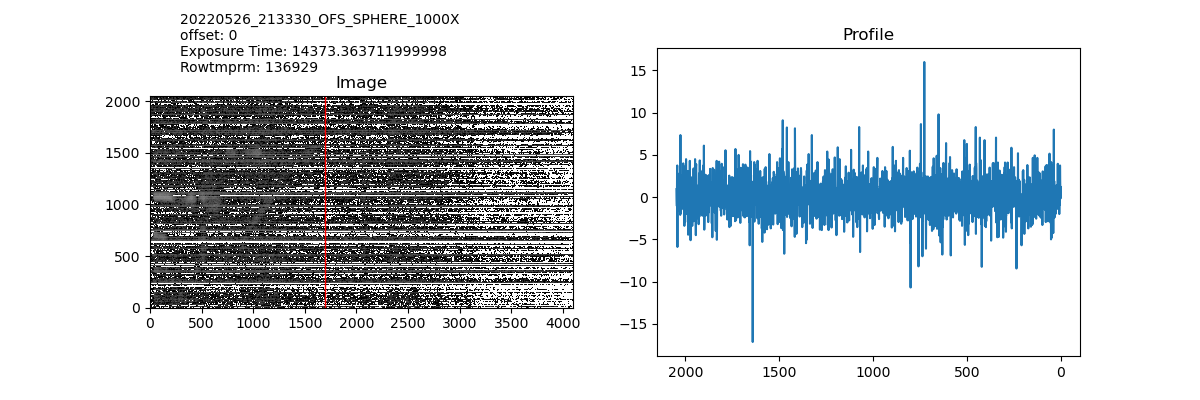 20220526_213330_OFS_SPHERE_1000X
offset: 0
Exposure Time: 14373.363711999998
Rowtmprm: 136929
Image
2000
1500
1000
500
0
0 500 1000 1500 2000 2500 3000 3500 4000
Profile
15
10
5
0
−5
−10
−15
2000 1500 1000 500 0